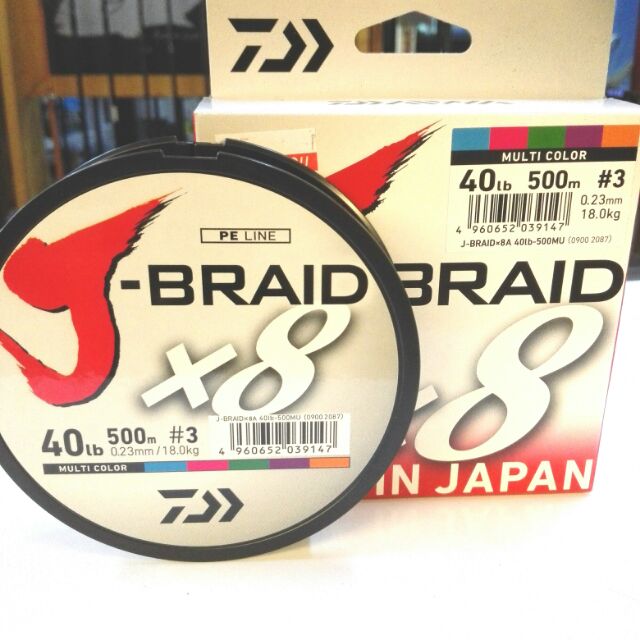 PE LINE
J-BRAID
×8
J-BRAID×8A 40lb-500MU (0900 2087)
4 960652 039147
40lb 500m #3
0.23mm/18.0kg
MULTI COLOR
MULTI COLOR
40lb 500m #3
0.23mm
18.0kg
4 960652 039147
J-BRAID×8A 40lb-500MU (0900 2087)
BRAID
×8
IN JAPAN